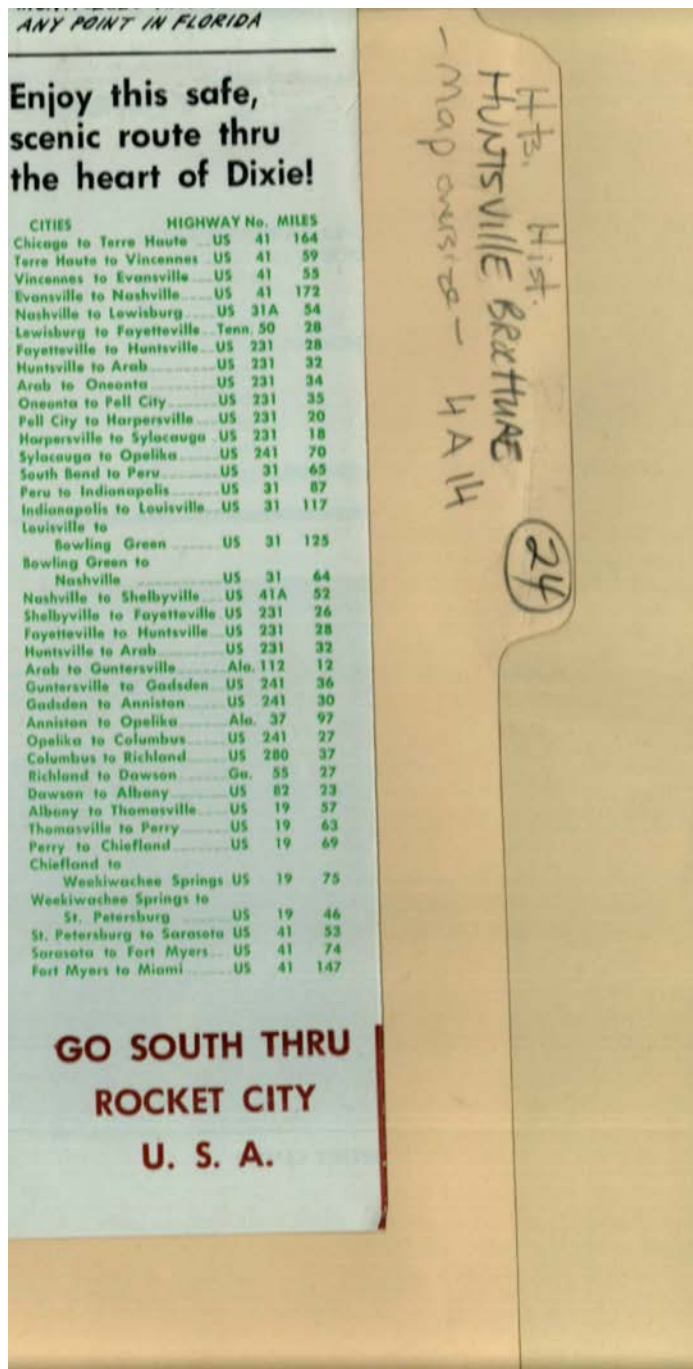 ANY POINT IN FLORIDA
Enjoy this safe,
scenic route thru
the heart of Dixie!
CITIES HIGHWAY No. MILES
Chicago to Terre Haute US 41 164
Terre Haute to Vincennes US 41 59
Vincennes to Evansville US 41 55
Evansville to Nashville US 41 172
Nashville to Lewisburg US 31A 54
Lewisburg to Fayetteville Tenn. 50 28
Fayetteville to Huntsville US 231 28
Huntsville to Arab US 231 32
Arab to Oneonta US 231 34
Oneonta to Pell City US 231 35
Pell City to Harpersville US 231 20
Harpersville to Sylacauga US 231 18
Sylacauga to Opelika US 241 70
South Bend to Peru US 31 65
Peru to Indianapolis US 31 87
Indianapolis to Louisville US 31 117
Louisville to
Bowling Green US 31 125
Bowling Green to
Nashville US 31 64
Nashville to Shelbyville US 41A 52
Shelbyville to Fayetteville US 231 26
Fayetteville to Huntsville US 231 28
Huntsville to Arab US 231 32
Arab to Guntersville Ala. 112 12
Guntersville to Gadsden US 241 36
Gadsden to Anniston US 241 30
Anniston to Opelika Ala. 37 97
Opelika to Columbus US 241 27
Columbus to Richland US 280 37
Richland to Dawson Ga. 55 27
Dawson to Albany US 82 23
Albany to Thomasville US 19 57
Thomasville to Perry US 19 63
Perry to Chiefland US 19 69
Chiefland to
Weekiwachee Springs US 19 75
Weekiwachee Springs to
St. Petersburg US 19 46
St. Petersburg to Sarasota US 41 53
Sarasota to Fort Myers US 41 74
Fort Myers to Miami US 41 147
GO SOUTH THRU
ROCKET CITY
U. S. A.
Hts. Hist.
HUNTSVILLE BROCHURE
24
- Map oversize - 4A14